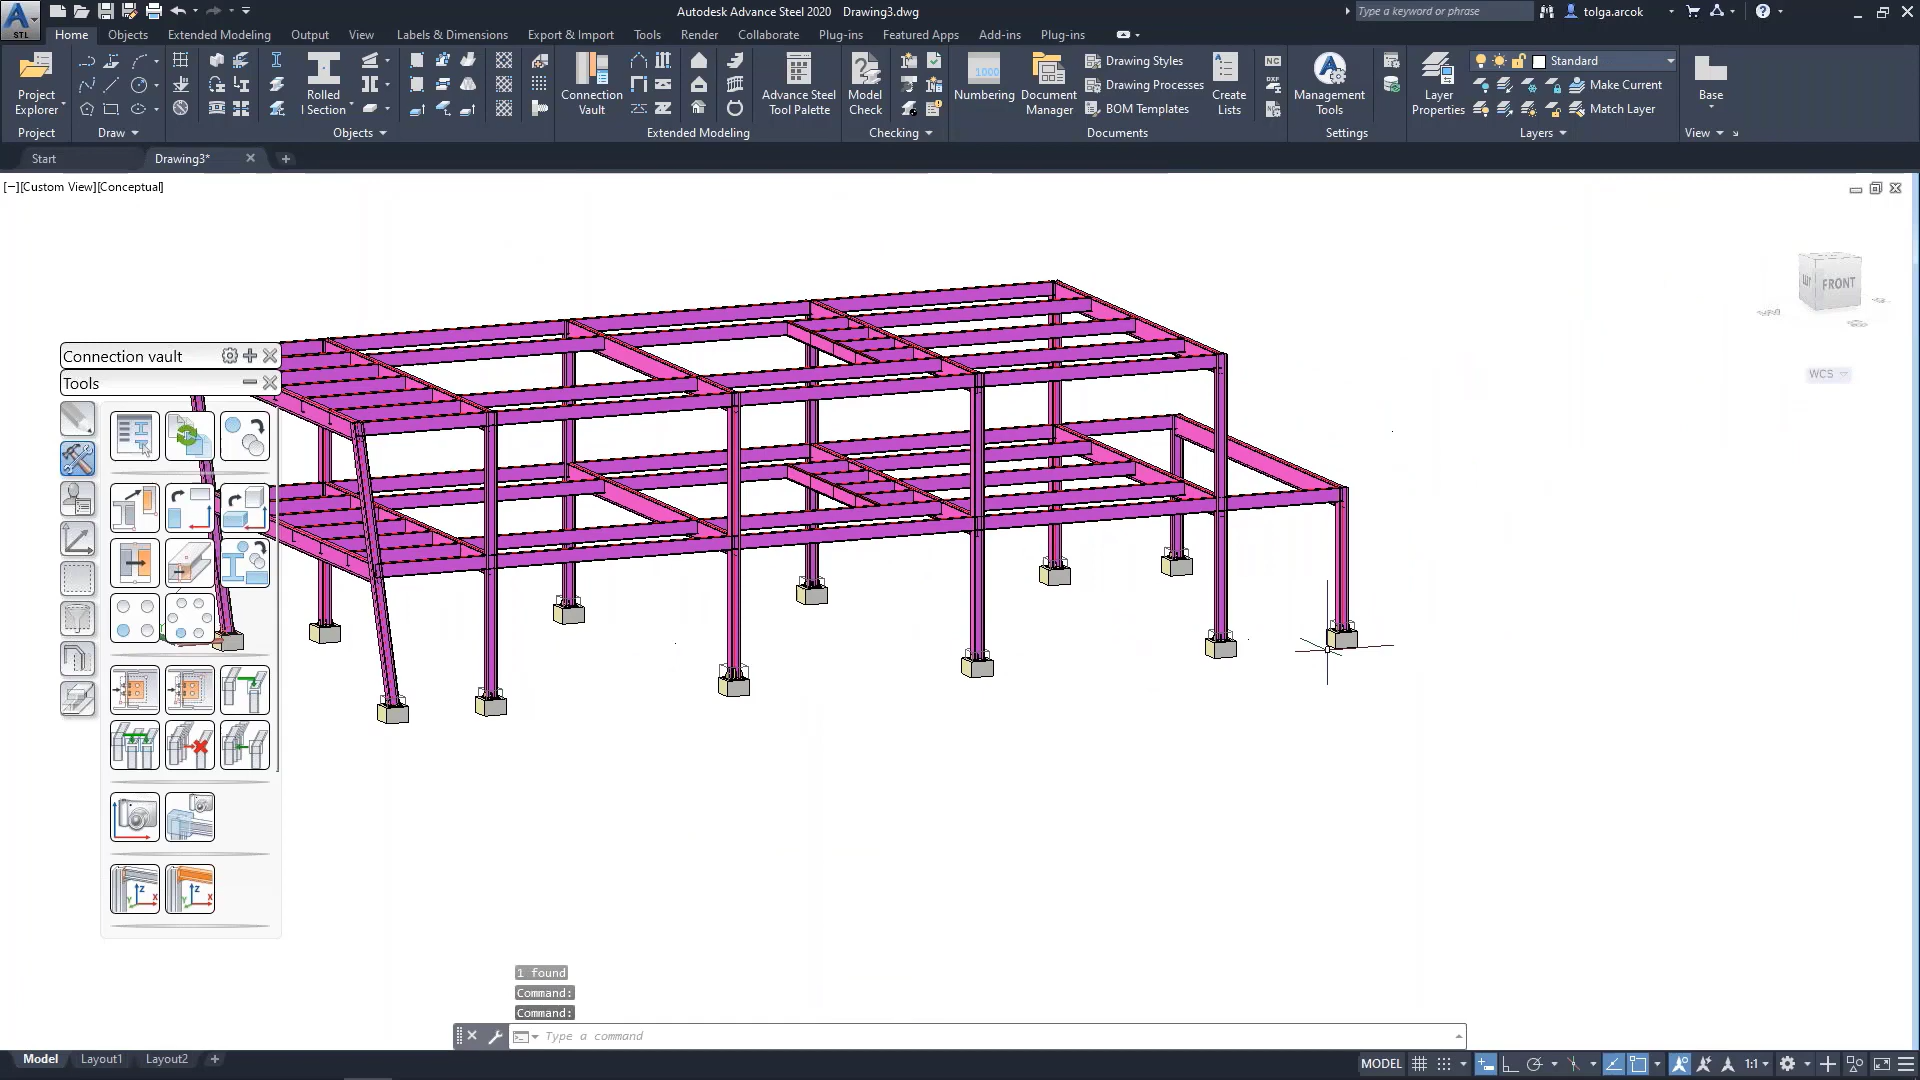 STL
Autodesk Advance Steel 2020 Drawing3.dwg
Type a keyword or phrase
tolga.arcok
Home Objects Extended Modeling Output View Labels & Dimensions Export & Import Tools Render Collaborate Plug-ins Featured Apps Add-ins Plug-ins
Project Explorer
Rolled I Section
Connection Vault
Advance Steel Tool Palette
Model Check
1000
Numbering
Document Manager
Drawing Styles
Drawing Processes
BOM Templates
Create Lists
NC
DXF
Management Tools
Layer Properties
Standard
Make Current
Match Layer
Base
Project Draw Objects Extended Modeling Checking Documents Settings Layers View
Start Drawing3*
[−][Custom View][Conceptual]
FRONT
WCS
Connection vault
Tools
Z
X
Z
X
1 found
Command:
Command:
Type a command
Model Layout1 Layout2
MODEL
1:1